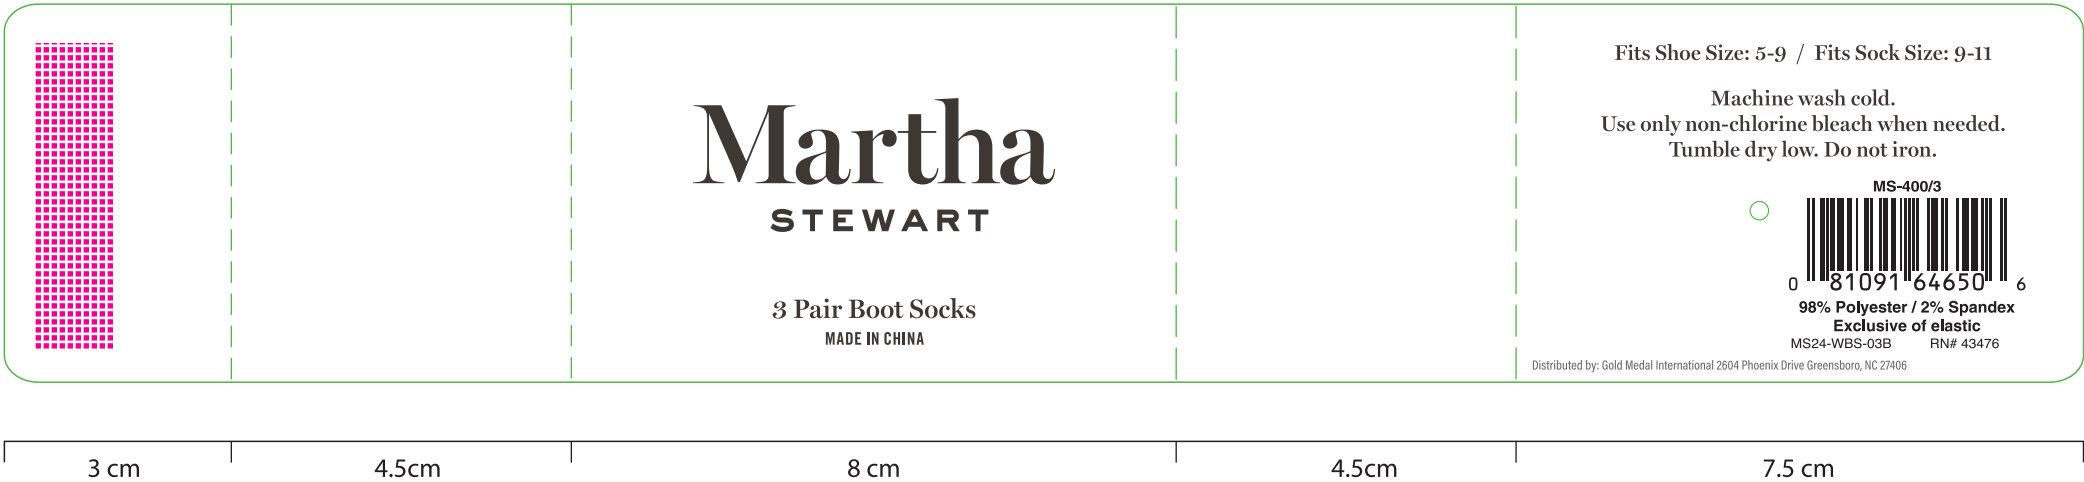 Martha
STEWART
3 Pair Boot Socks
MADE IN CHINA
Fits Shoe Size: 5-9 / Fits Sock Size: 9-11
Machine wash cold.
Use only non-chlorine bleach when needed.
Tumble dry low. Do not iron.
MS-400/3
0 81091 64650 6
98% Polyester / 2% Spandex
Exclusive of elastic
MS24-WBS-03B RN# 43476
Distributed by: Gold Medal International 2604 Phoenix Drive Greensboro, NC 27406
3 cm 4.5cm 8 cm 4.5cm 7.5 cm